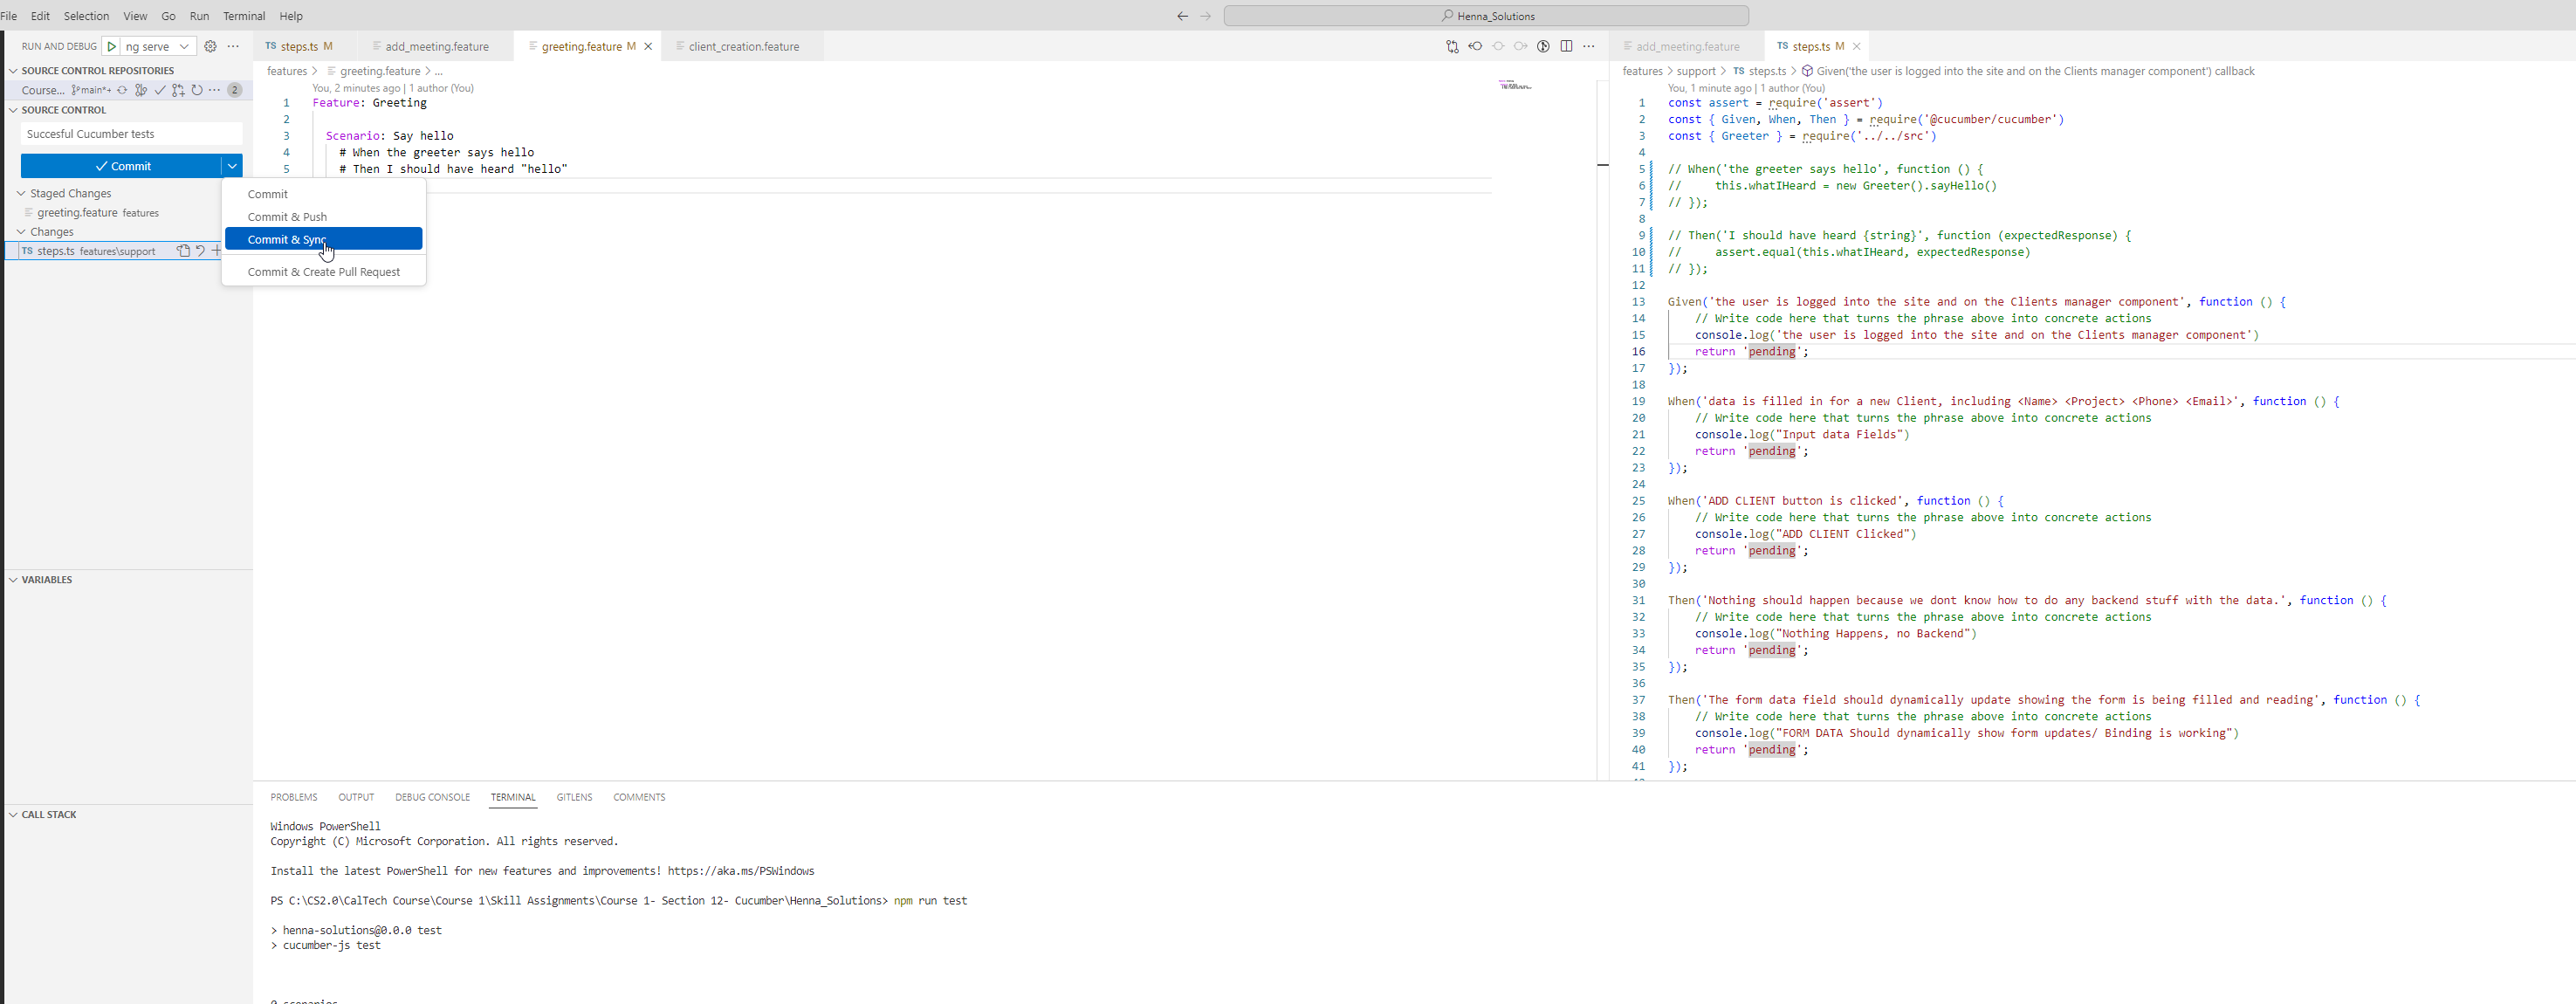 File Edit Selection View Go Run Terminal Help
Henna_Solutions
RUN AND DEBUG ng serve
SOURCE CONTROL REPOSITORIES
Course... main*+ 2
SOURCE CONTROL
Succesful Cucumber tests
Commit
Staged Changes
greeting.feature features
Changes
TS steps.ts features\support
Commit
Commit & Push
Commit & Sync
Commit & Create Pull Request
VARIABLES
CALL STACK
TS steps.ts M add_meeting.feature greeting.feature M client_creation.feature
features > greeting.feature > ...
You, 2 minutes ago | 1 author (You)
1 Feature: Greeting
2
3 Scenario: Say hello
4 # When the greeter says hello
5 # Then I should have heard "hello"
add_meeting.feature TS steps.ts M
features > support > TS steps.ts > Given('the user is logged into the site and on the Clients manager component') callback
You, 1 minute ago | 1 author (You)
1 const assert = require('assert')
2 const { Given, When, Then } = require('@cucumber/cucumber')
3 const { Greeter } = require('../../src')
4
5 // When('the greeter says hello', function () {
6 // this.whatIHeard = new Greeter().sayHello()
7 // });
8
9 // Then('I should have heard {string}', function (expectedResponse) {
10 // assert.equal(this.whatIHeard, expectedResponse)
11 // });
12
13 Given('the user is logged into the site and on the Clients manager component', function () {
14 // Write code here that turns the phrase above into concrete actions
15 console.log('the user is logged into the site and on the Clients manager component')
16 return 'pending';
17 });
18
19 When('data is filled in for a new Client, including <Name> <Project> <Phone> <Email>', function () {
20 // Write code here that turns the phrase above into concrete actions
21 console.log("Input data Fields")
22 return 'pending';
23 });
24
25 When('ADD CLIENT button is clicked', function () {
26 // Write code here that turns the phrase above into concrete actions
27 console.log("ADD CLIENT Clicked")
28 return 'pending';
29 });
30
31 Then('Nothing should happen because we dont know how to do any backend stuff with the data.', function () {
32 // Write code here that turns the phrase above into concrete actions
33 console.log("Nothing Happens, no Backend")
34 return 'pending';
35 });
36
37 Then('The form data field should dynamically update showing the form is being filled and reading', function () {
38 // Write code here that turns the phrase above into concrete actions
39 console.log("FORM DATA Should dynamically show form updates/ Binding is working")
40 return 'pending';
41 });
PROBLEMS OUTPUT DEBUG CONSOLE TERMINAL GITLENS COMMENTS
Windows PowerShell
Copyright (C) Microsoft Corporation. All rights reserved.
Install the latest PowerShell for new features and improvements! https://aka.ms/PSWindows
PS C:\CS2.0\CalTech Course\Course 1\Skill Assignments\Course 1- Section 12- Cucumber\Henna_Solutions> npm run test
> henna-solutions@0.0.0 test
> cucumber-js test